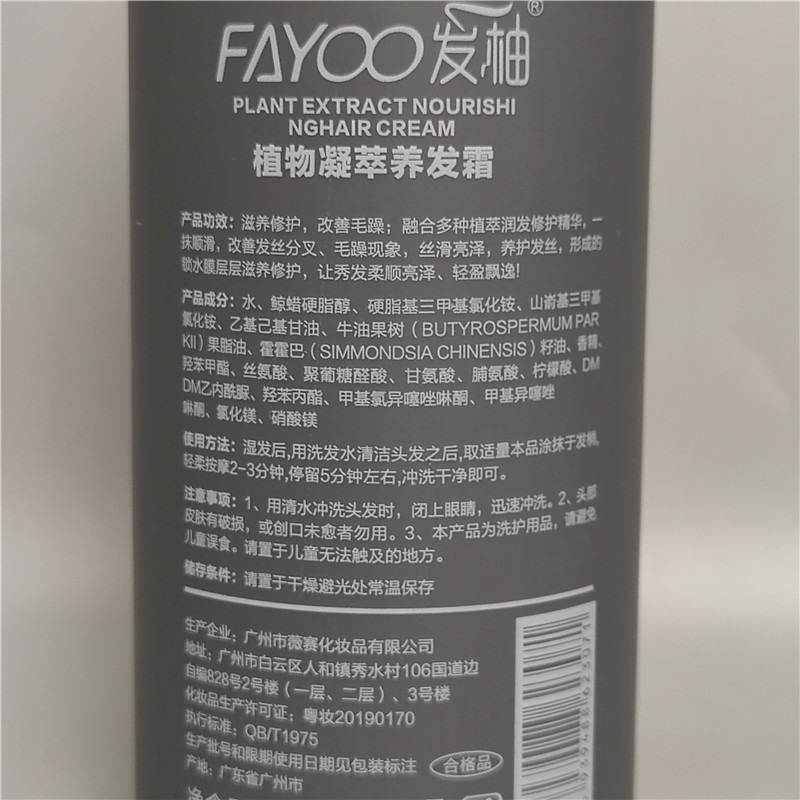 FAYOO发柚®
PLANT EXTRACT NOURISHI
NGHAIR CREAM
植物凝萃养发霜
产品功效：滋养修护，改善毛躁；融合多种植萃润发修护精华，一
抹顺滑，改善发丝分叉、毛躁现象，丝滑亮泽，养护发丝，形成的
锁水膜层层滋养修护，让秀发柔顺亮泽、轻盈飘逸!
产品成分：水、鲸蜡硬脂醇、硬脂基三甲基氯化铵、山嵛基三甲基
氯化铵、乙基己基甘油、牛油果树（BUTYROSPERMUM PAR
KII）果脂油、霍霍巴（SIMMONDSIA CHINENSIS）籽油、香精、
羟苯甲酯、丝氨酸、聚葡糖醛酸、甘氨酸、脯氨酸、柠檬酸、DM
DM乙内酰脲、羟苯丙酯、甲基氯异噻唑啉酮、甲基异噻唑
啉酮、氯化镁、硝酸镁
使用方法：湿发后,用洗发水清洁头发之后,取适量本品涂抹于发稍,
轻柔按摩2-3分钟,停留5分钟左右,冲洗干净即可。
注意事项：1、用清水冲洗头发时，闭上眼睛，迅速冲洗。2、头部
皮肤有破损，或创口未愈者勿用。3、本产品为洗护用品，请避免
儿童误食。请置于儿童无法触及的地方。
储存条件：请置于干燥避光处常温保存
生产企业：广州市薇赛化妆品有限公司
地址：广州市白云区人和镇秀水村106国道边
自编828号2号楼（一层、二层）、3号楼
化妆品生产许可证：粤妆20190170
执行标准：QB/T1975
生产批号和限期使用日期见包装标注 合格品
产地：广东省广州市
净含
6939488623071